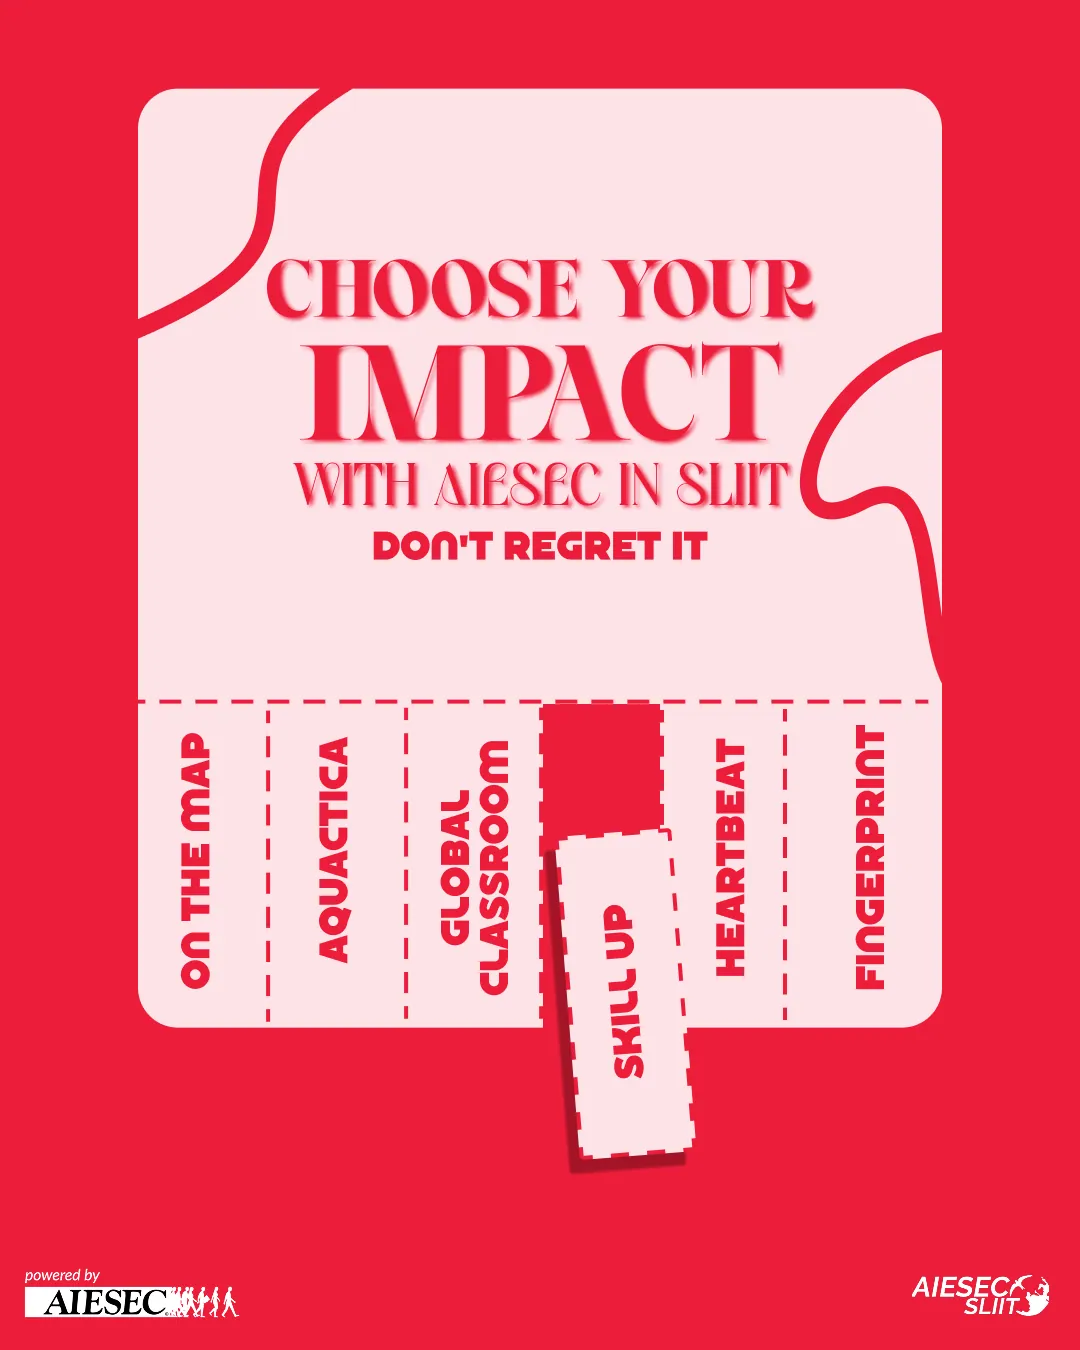 CHOOSE YOUR
IMPACT
WITH AIESEC IN SLIIT
DON'T REGRET IT
ON THE MAP
AQUACTICA
GLOBAL
CLASSROOM
SKILL UP
HEARTBEAT
FINGERPRINT
powered by
AIESEC
AIESEC
SLIIT